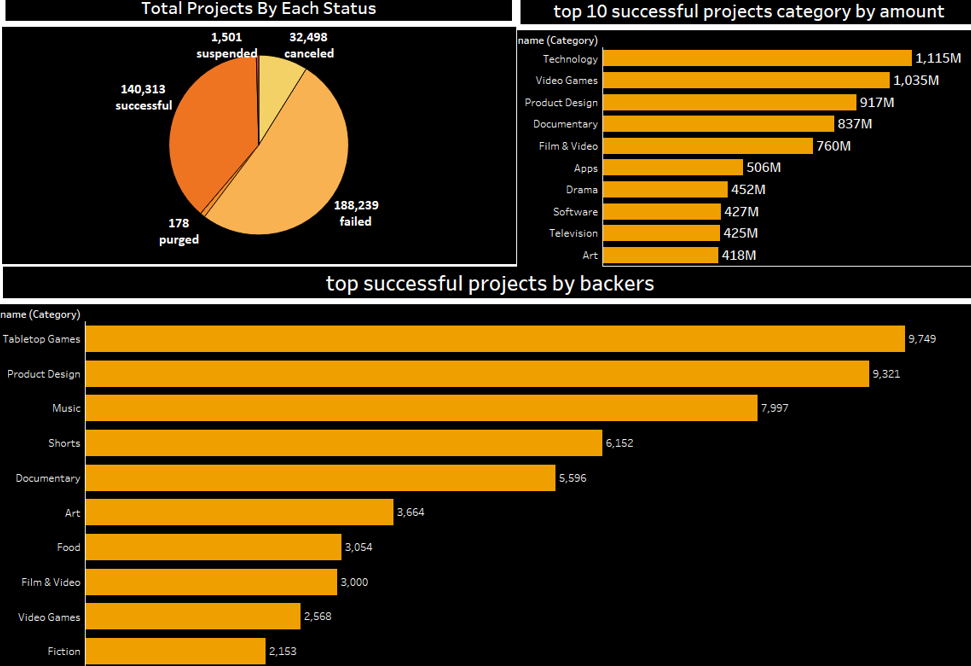 Total Projects By Each Status
1,501
suspended
32,498
canceled
140,313
successful
188,239
failed
178
purged
top 10 successful projects category by amount
name (Category)
Technology 1,115M
Video Games 1,035M
Product Design 917M
Documentary 837M
Film & Video 760M
Apps 506M
Drama 452M
Software 427M
Television 425M
Art 418M
top successful projects by backers
name (Category)
Tabletop Games 9,749
Product Design 9,321
Music 7,997
Shorts 6,152
Documentary 5,596
Art 3,664
Food 3,054
Film & Video 3,000
Video Games 2,568
Fiction 2,153